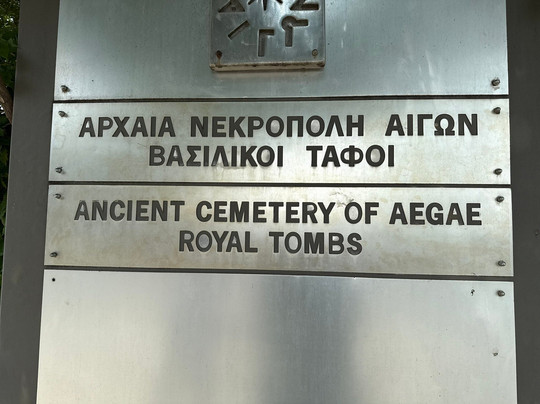 ΑΡΧΑΙΑ ΝΕΚΡΟΠΟΛΗ ΑΙΓΩΝ
ΒΑΣΙΛΙΚΟΙ ΤΑΦΟΙ
ANCIENT CEMETERY OF AEGAE
ROYAL TOMBS